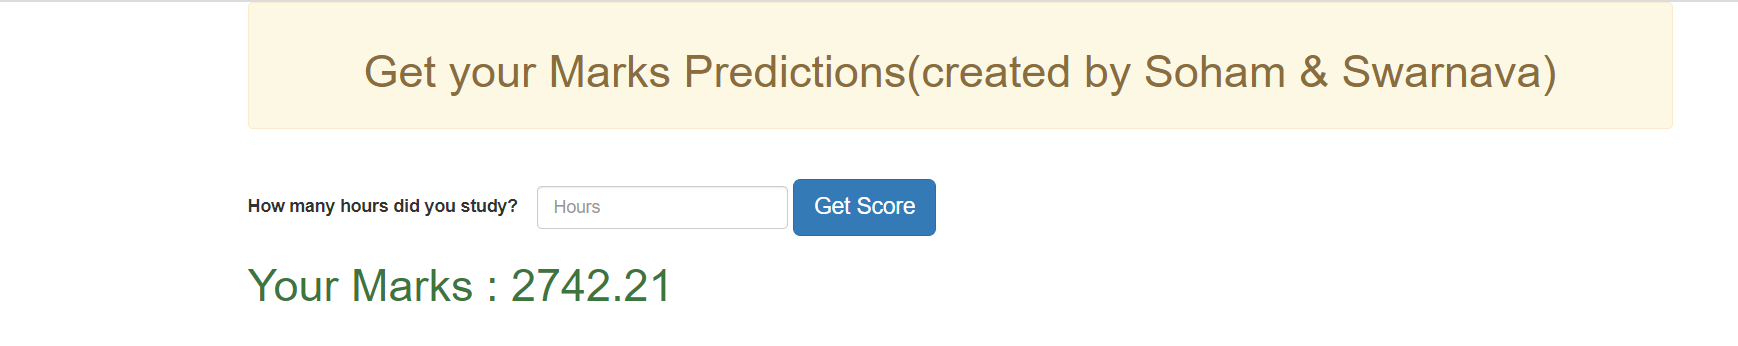 Get your Marks Predictions(created by Soham & Swarnava)
How many hours did you study? Hours Get Score
Your Marks : 2742.21